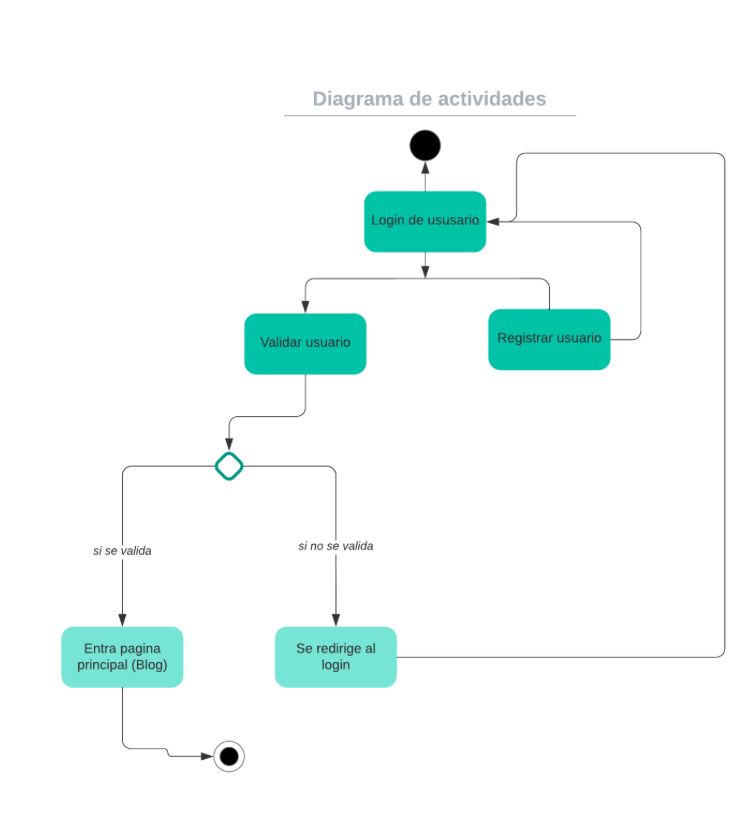 Diagrama de actividades
Login de ususario
Validar usuario
Registrar usuario
si se valida
si no se valida
Entra pagina
principal (Blog)
Se redirige al
login